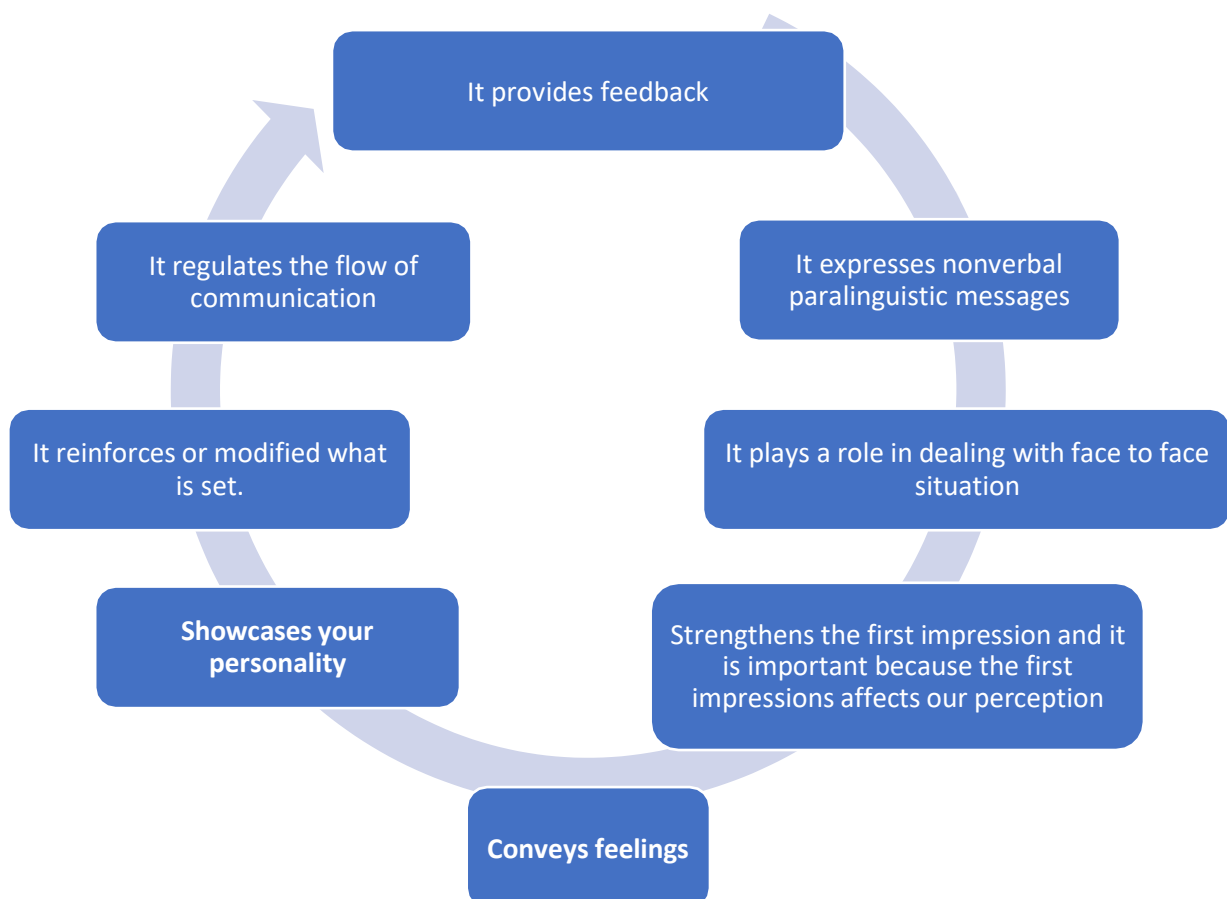 It provides feedback
It expresses nonverbal
paralinguistic messages
It plays a role in dealing with face to face
situation
Strengthens the first impression and it
is important because the first
impressions affects our perception
Conveys feelings
Showcases your
personality
It reinforces or modified what
is set.
It regulates the flow of
communication